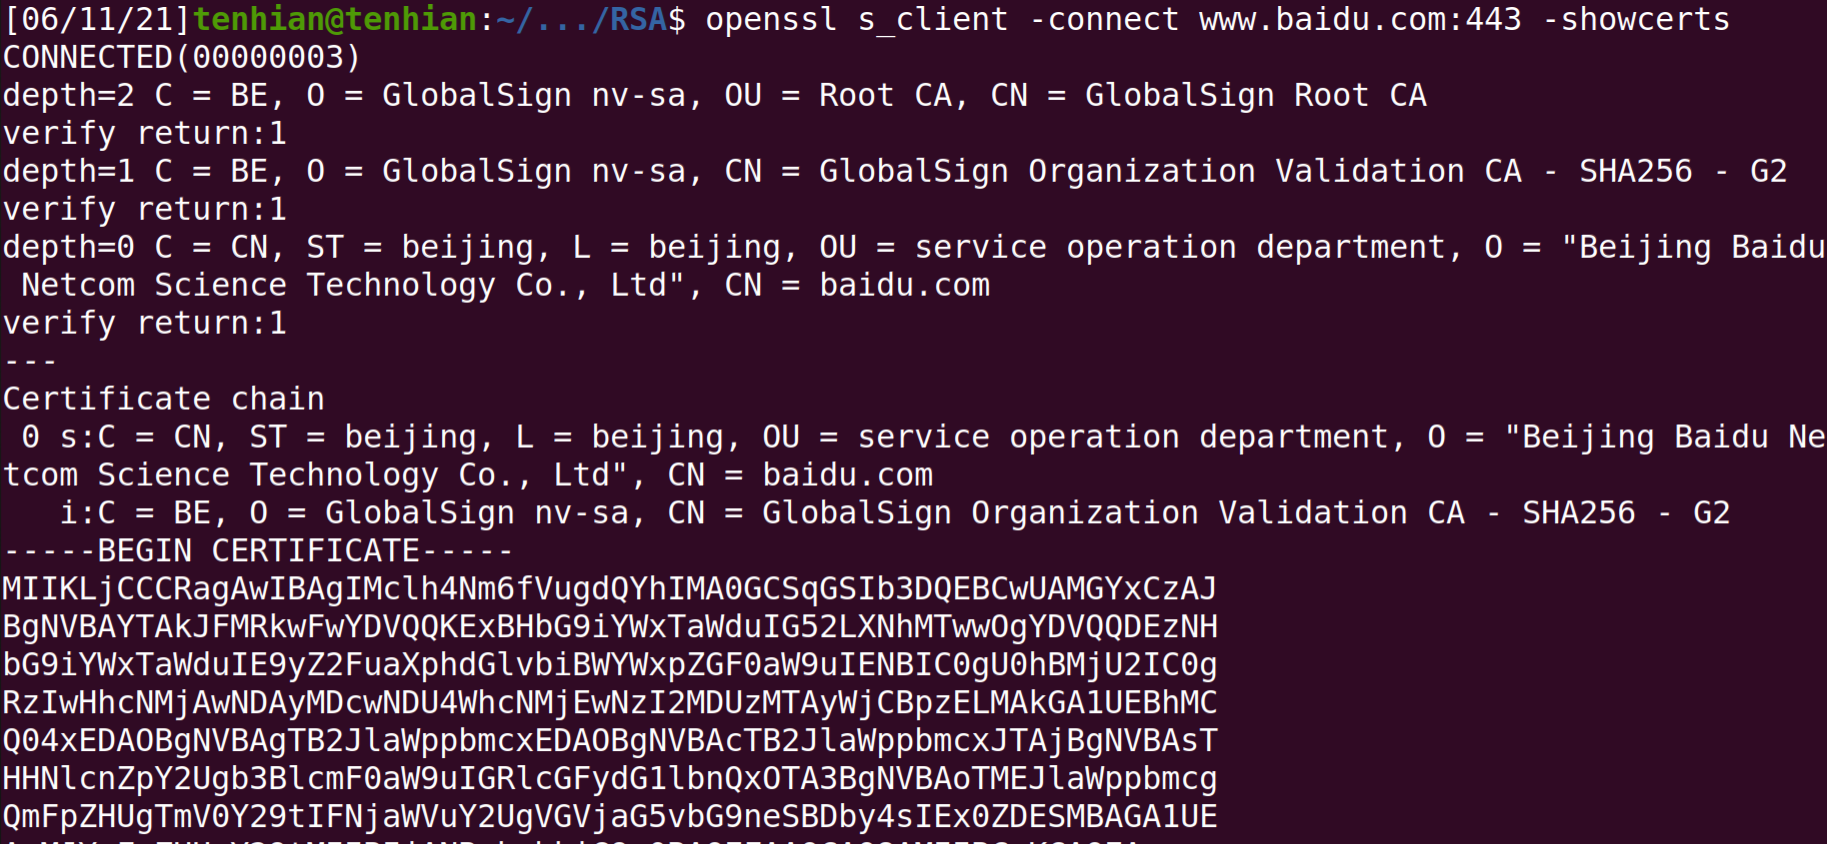 [06/11/21]tenhian@tenhian:~/.../RSA$ openssl s_client -connect www.baidu.com:443 -showcerts
CONNECTED(00000003)
depth=2 C = BE, O = GlobalSign nv-sa, OU = Root CA, CN = GlobalSign Root CA
verify return:1
depth=1 C = BE, O = GlobalSign nv-sa, CN = GlobalSign Organization Validation CA - SHA256 - G2
verify return:1
depth=0 C = CN, ST = beijing, L = beijing, OU = service operation department, O = "Beijing Baidu
 Netcom Science Technology Co., Ltd", CN = baidu.com
verify return:1
---
Certificate chain
 0 s:C = CN, ST = beijing, L = beijing, OU = service operation department, O = "Beijing Baidu Ne
tcom Science Technology Co., Ltd", CN = baidu.com
   i:C = BE, O = GlobalSign nv-sa, CN = GlobalSign Organization Validation CA - SHA256 - G2
-----BEGIN CERTIFICATE-----
MIIKLjCCCRagAwIBAgIMclh4Nm6fVugdQYhIMA0GCSqGSIb3DQEBCwUAMGYxCzAJ
BgNVBAYTAkJFMRkwFwYDVQQKExBHbG9iYWxTaWduIG52LXNhMTwwOgYDVQQDEzNH
bG9iYWxTaWduIE9yZ2FuaXphdGlvbiBWYWxpZGF0aW9uIENBIC0gU0hBMjU2IC0g
RzIwHhcNMjAwNDAyMDcwNDU4WhcNMjEwNzI2MDUzMTAyWjCBpzELMAkGA1UEBhMC
Q04xEDAOBgNVBAgTB2JlaWppbmcxEDAOBgNVBAcTB2JlaWppbmcxJTAjBgNVBAsT
HHNlcnZpY2Ugb3BlcmF0aW9uIGRlcGFydG1lbnQxOTA3BgNVBAoTMEJlaWppbmcg
QmFpZHUgTmV0Y29tIFNjaWVuY2UgVGVjaG5vbG9neSBDby4sIEx0ZDESMBAGA1UE